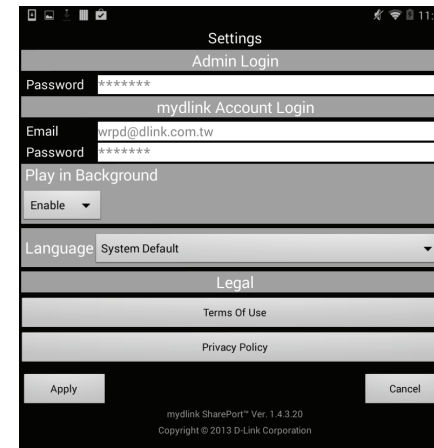 11:
Settings
Admin Login
Password *******
mydlink Account Login
Email wrpd@dlink.com.tw
Password *******
Play in Background
Enable
Language System Default
Legal
Terms Of Use
Privacy Policy
Apply Cancel
mydlink SharePort™ Ver. 1.4.3.20
Copyright © 2013 D-Link Corporation